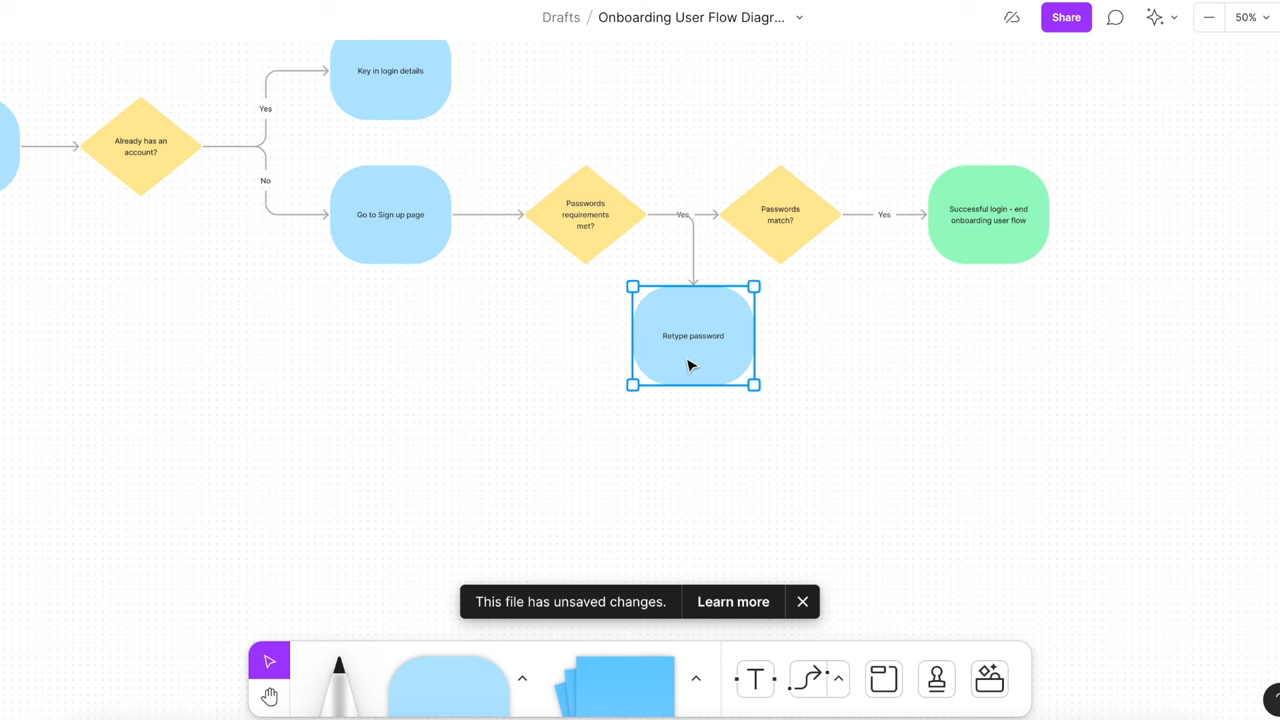 Drafts / Onboarding User Flow Diagr...
Share
50%
Key in login details
Yes
Already has an
account?
No
Go to Sign up page
Passwords
requirements
met?
Yes
Passwords
match?
Yes
Successful login - end
onboarding user flow
Retype password
This file has unsaved changes.
Learn more
T